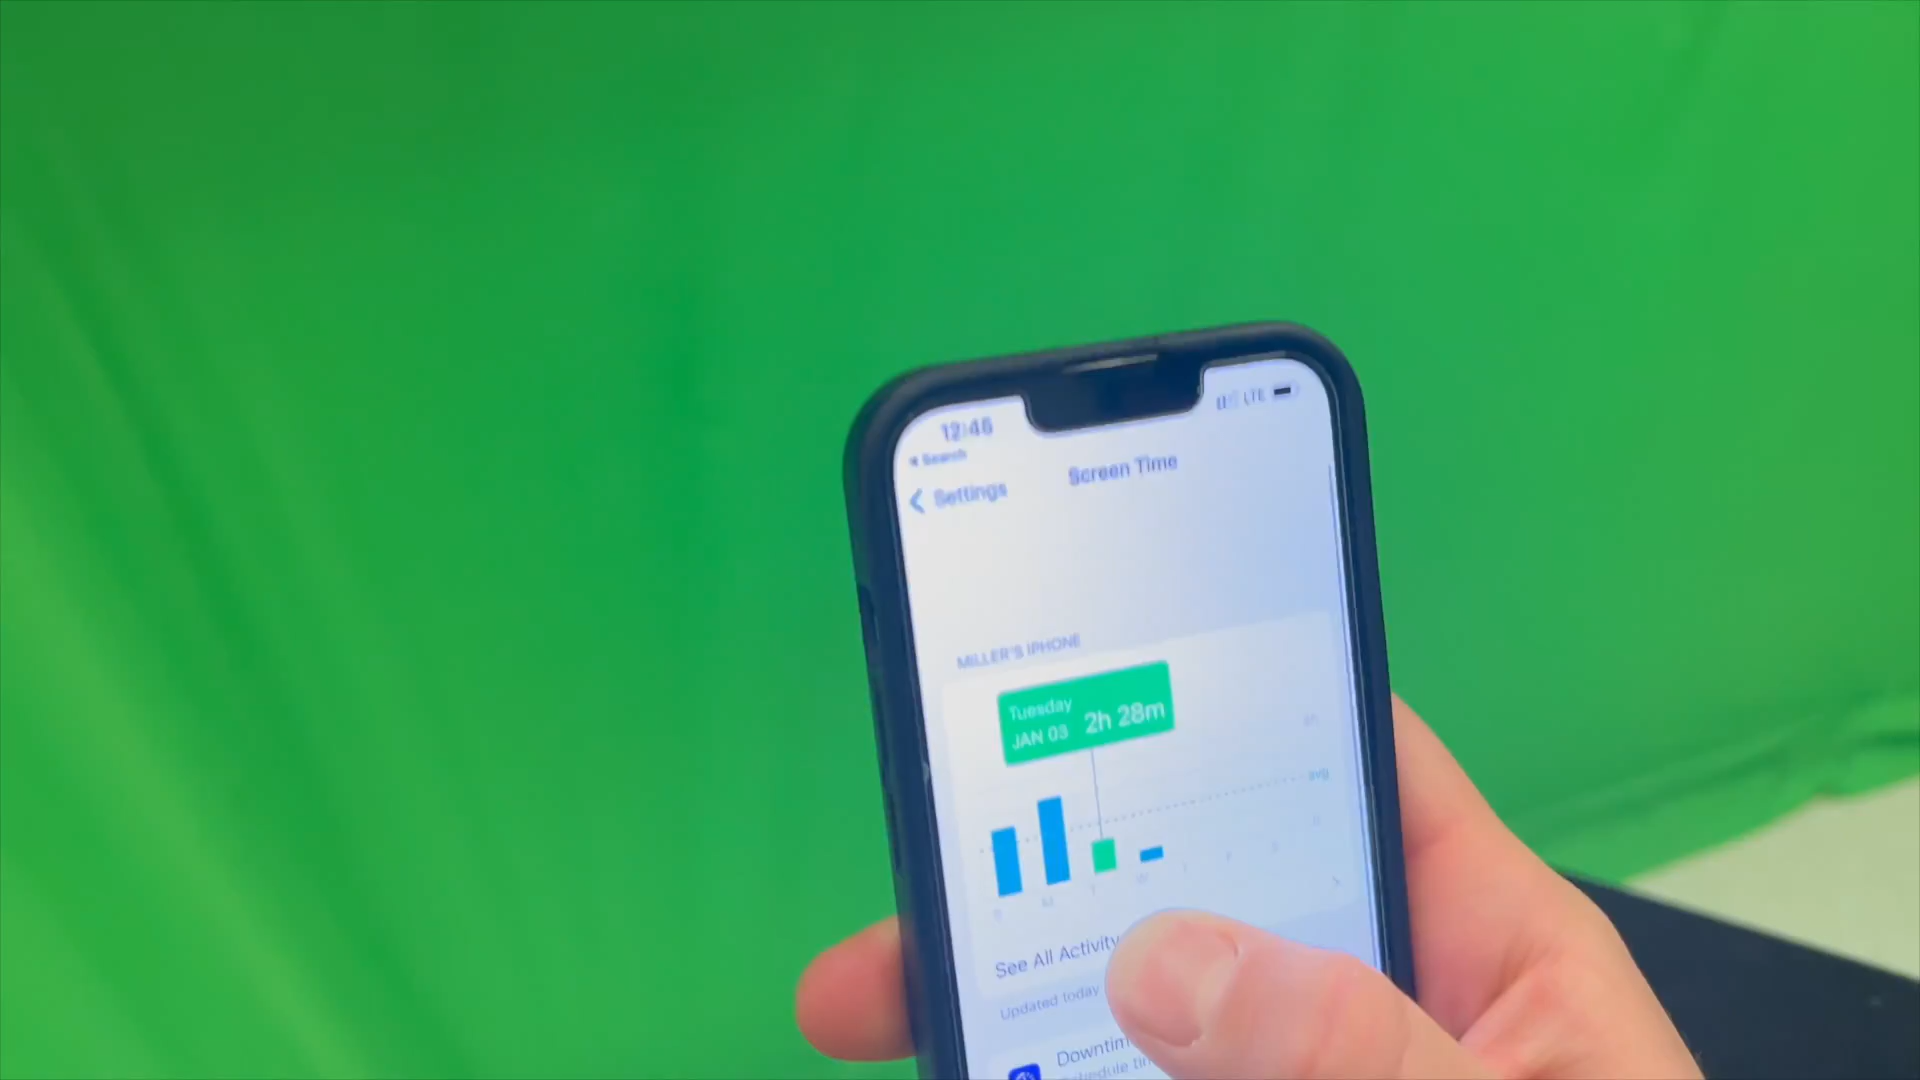 12:46
LTE
◂ Search
Settings
Screen Time
MILLER'S IPHONE
Tuesday
JAN 03 2h 28m
avg
M
See All Activity
Updated today